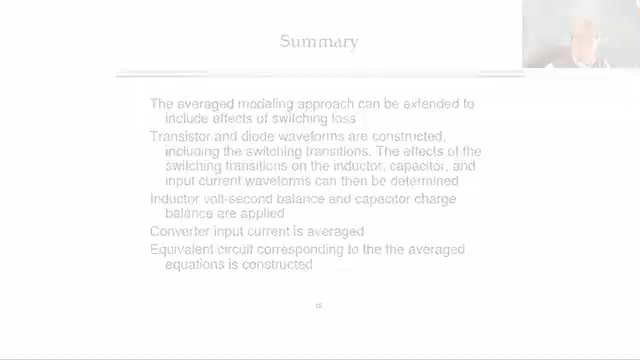 Summary
The averaged modeling approach can be extended to
include effects of switching loss
Transistor and diode waveforms are constructed,
including the switching transitions. The effects of the
switching transitions on the inductor, capacitor, and
input current waveforms can then be determined
Inductor volt-second balance and capacitor charge
balance are applied
Converter input current is averaged
Equivalent circuit corresponding to the the averaged
equations is constructed